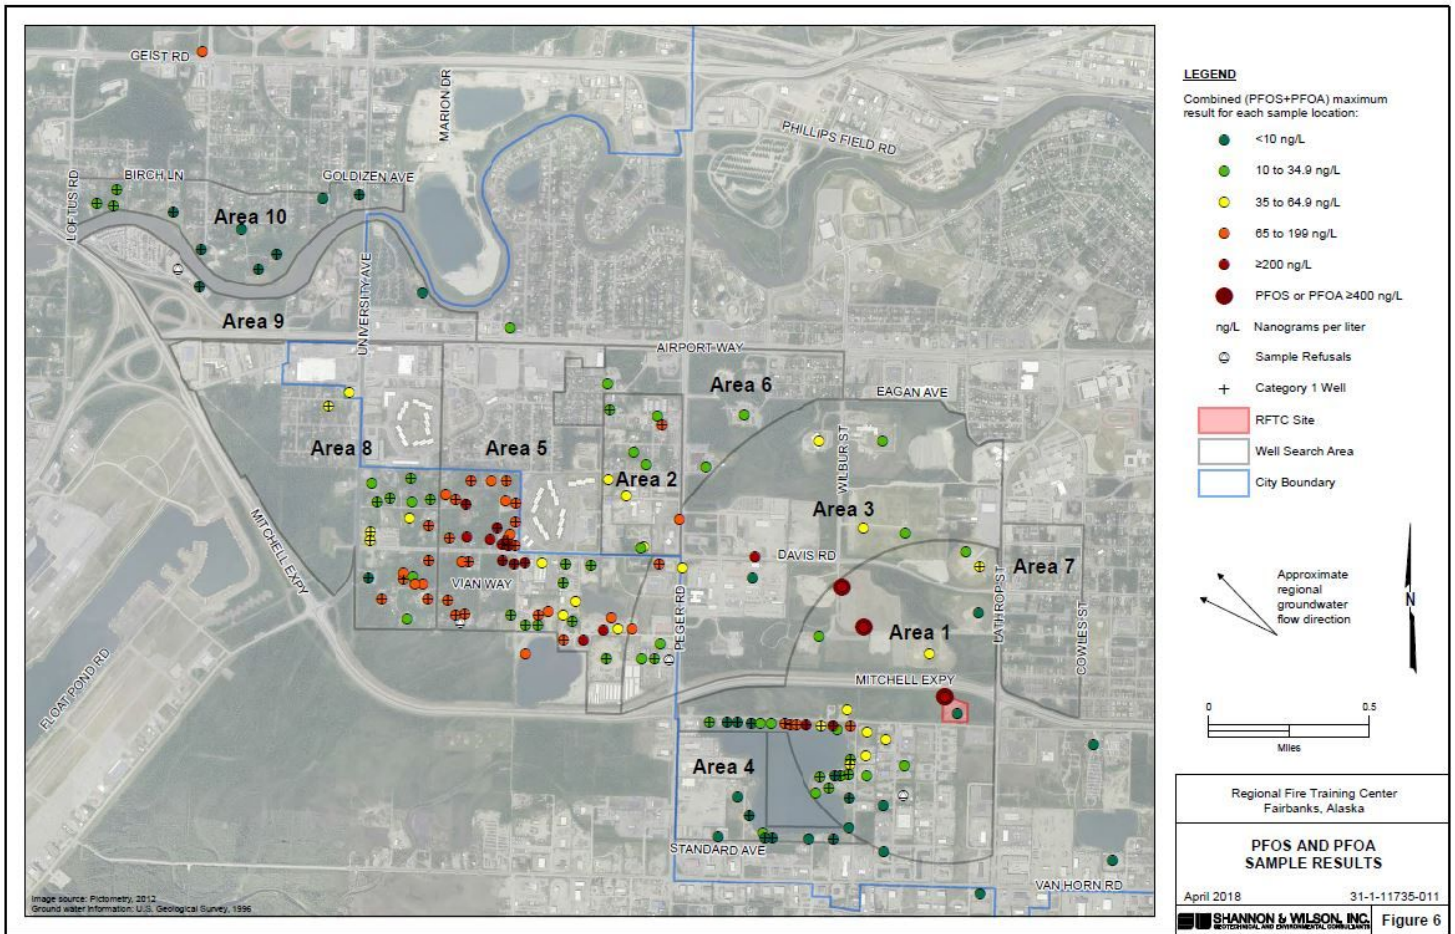 GEIST RD
MARION DR
PHILLIPS FIELD RD
BIRCH LN
GOLDIZEN AVE
LOFTUS RD
Area 10
UNIVERSITY AVE
Area 9
AIRPORT WAY
Area 6
EAGAN AVE
Area 8
Area 5
WILBUR ST
Area 2
Area 3
MITCHELL EXPY
DAVIS RD
Area 7
VIAN WAY
LATHROP ST
PEGER RD
Area 1
COWLES ST
FLOAT POND RD
MITCHELL EXPY
Area 4
STANDARD AVE
VAN HORN RD
Image source: Pictometry, 2012
Ground water information: U.S. Geological Survey, 1996
LEGEND
Combined (PFOS+PFOA) maximum
result for each sample location:
<10 ng/L
10 to 34.9 ng/L
35 to 64.9 ng/L
65 to 199 ng/L
≥200 ng/L
PFOS or PFOA ≥400 ng/L
ng/L Nanograms per liter
Sample Refusals
Category 1 Well
RFTC Site
Well Search Area
City Boundary
Approximate
regional
groundwater
flow direction
N
0 0.5
Miles
Regional Fire Training Center
Fairbanks, Alaska
PFOS AND PFOA
SAMPLE RESULTS
April 2018 31-1-11735-011
SHANNON & WILSON, INC.
GEOTECHNICAL AND ENVIRONMENTAL CONSULTANTS
Figure 6